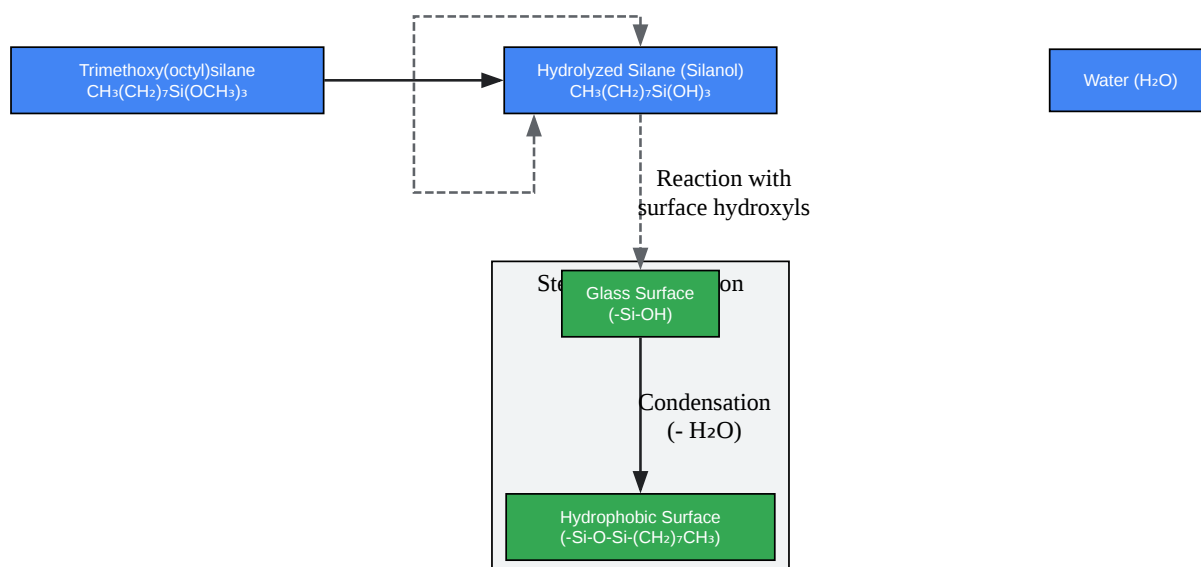 Trimethoxy(octyl)silane
CH₃(CH₂)₇Si(OCH₃)₃
Hydrolyzed Silane (Silanol)
CH₃(CH₂)₇Si(OH)₃
Water (H₂O)
Reaction with
surface hydroxyls
Glass Surface
(-Si-OH)
Condensation
(- H₂O)
Hydrophobic Surface
(-Si-O-Si-(CH₂)₇CH₃)